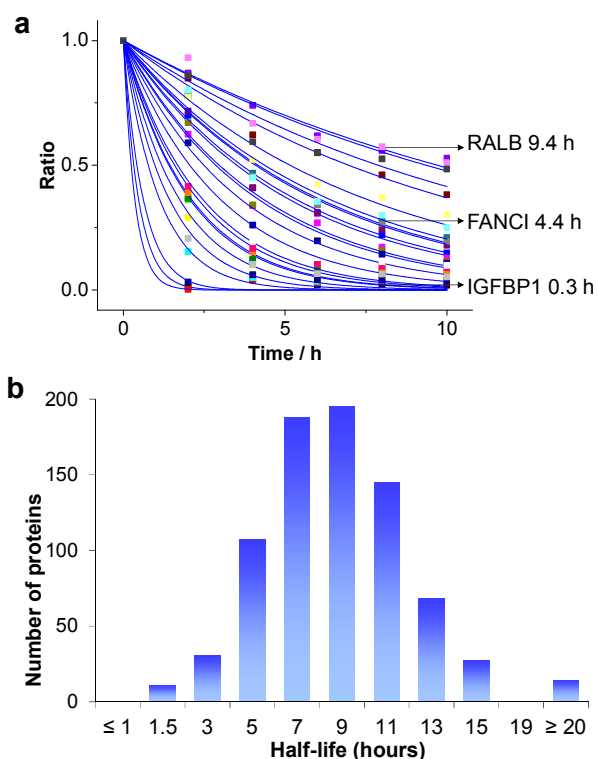 a
1.0
0.5
0.0
Ratio
RALB 9.4 h
FANCI 4.4 h
IGFBP1 0.3 h
0 5 10
Time / h
b
200
150
100
50
0
Number of proteins
≤ 1 1.5 3 5 7 9 11 13 15 19 ≥ 20
Half-life (hours)